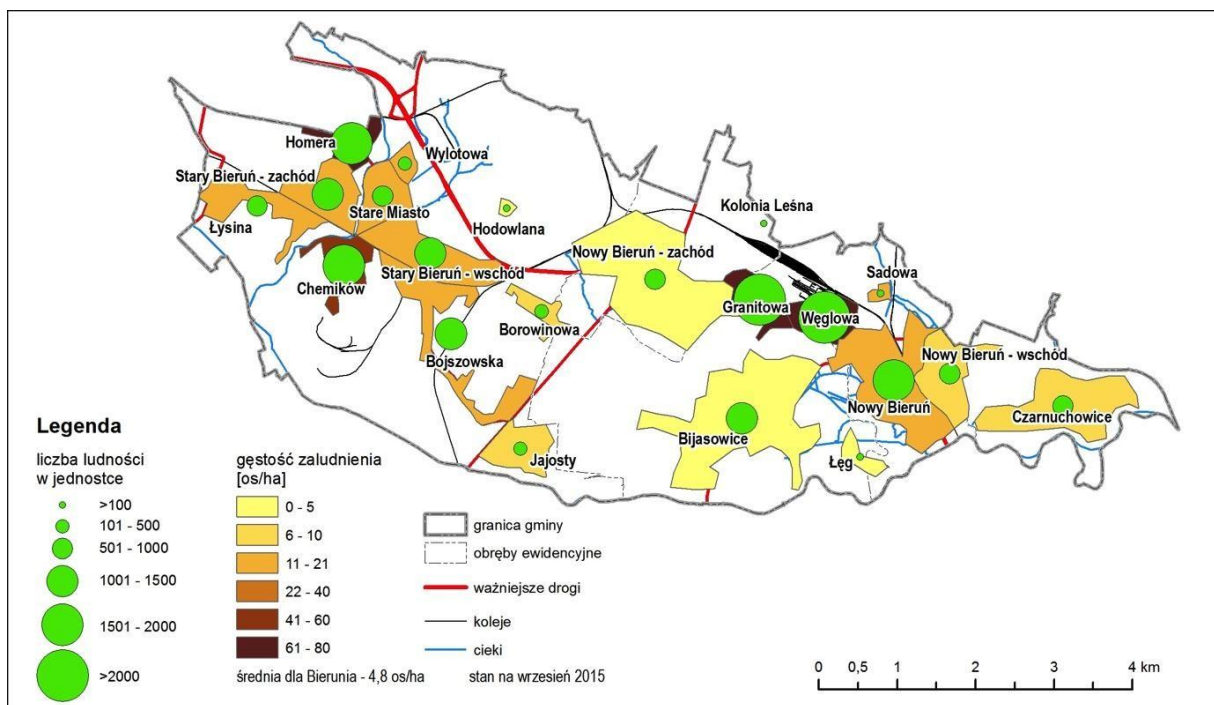 Homera
Wylotowa
Stary Bieruń - zachód
Stare Miasto
Łysina
Hodowlana
Kolonia Leśna
Stary Bieruń - wschód
Nowy Bieruń - zachód
Sadowa
Chemików
Granitowa
Węglowa
Borowinowa
Bojszowska
Nowy Bieruń - wschód
Nowy Bieruń
Czarnuchowice
Bijasowice
Jajosty
Łęg
Legenda
liczba ludności
w jednostce
>100
101 - 500
501 - 1000
1001 - 1500
1501 - 2000
>2000
gęstość zaludnienia
[os/ha]
0 - 5
6 - 10
11 - 21
22 - 40
41 - 60
61 - 80
średnia dla Bierunia - 4,8 os/ha
granica gminy
obręby ewidencyjne
ważniejsze drogi
koleje
cieki
stan na wrzesień 2015
0 0,5 1 2 3 4 km